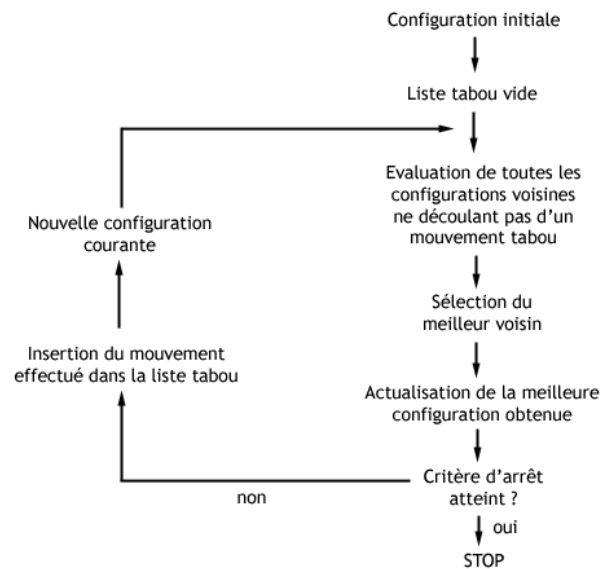 Configuration initiale
Liste tabou vide
Evaluation de toutes les
configurations voisines
ne découlant pas d'un
mouvement tabou
Sélection du
meilleur voisin
Actualisation de la meilleure
configuration obtenue
Critère d'arrêt
atteint ?
oui
STOP
non
Insertion du mouvement
effectué dans la liste tabou
Nouvelle configuration
courante